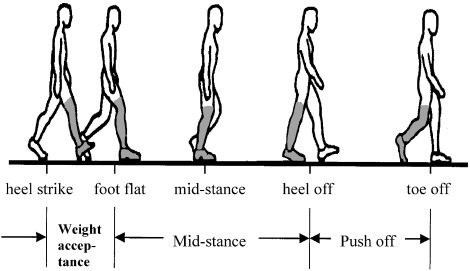 heel strike foot flat mid-stance heel off toe off
Weight
accep-
tance
Mid-stance
Push off